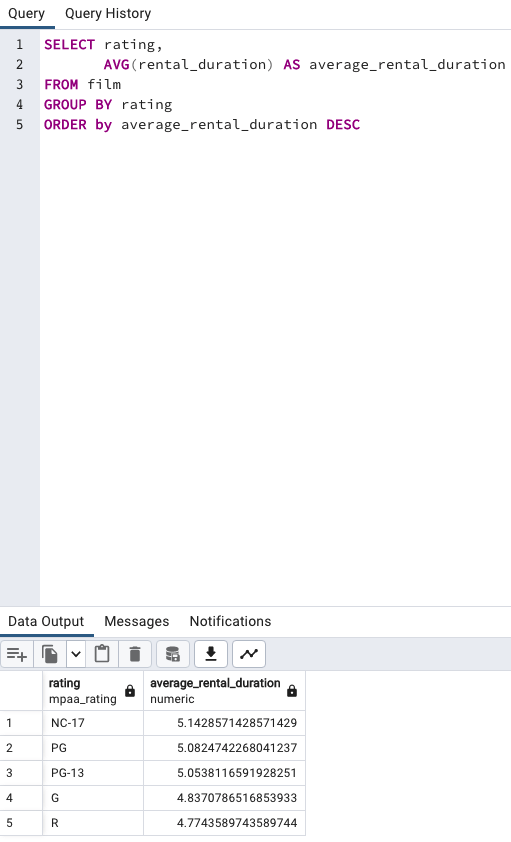 Query Query History
1 SELECT rating,
2 AVG(rental_duration) AS average_rental_duration
3 FROM film
4 GROUP BY rating
5 ORDER by average_rental_duration DESC
Data Output Messages Notifications
rating average_rental_duration
mpaa_rating numeric
1 NC-17 5.1428571428571429
2 PG 5.0824742268041237
3 PG-13 5.0538116591928251
4 G 4.8370786516853933
5 R 4.7743589743589744